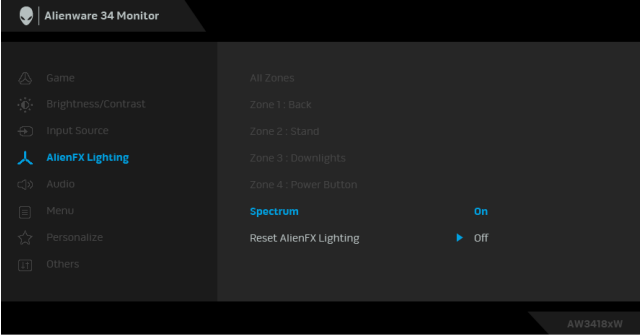 Alienware 34 Monitor
Game
All Zones
Brightness/Contrast
Zone 1 : Back
Input Source
Zone 2 : Stand
AlienFX Lighting
Zone 3 : Downlights
Audio
Zone 4 : Power Button
Menu
Spectrum On
Personalize
Reset AlienFX Lighting Off
Others
AW3418xW